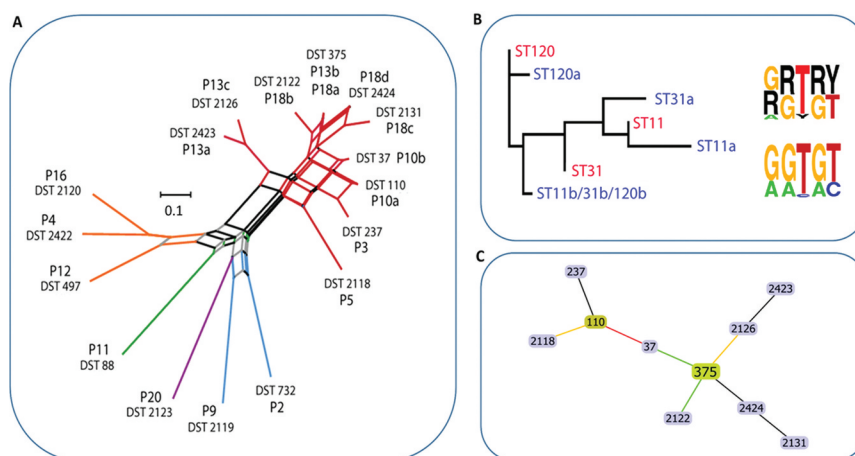 A
DST 375
P13b
P18a
P18d
DST 2424
P13c
DST 2126
DST 2122
P18b
DST 2131
P18c
DST 2423
P13a
DST 37 P10b
DST 110
P10a
DST 237
P3
DST 2118
P5
P16
DST 2120
0.1
P4
DST 2422
P12
DST 497
P11
DST 88
P20
DST 2123
P9
DST 2119
DST 732
P2
B
ST120
ST120a
ST31a
ST11
ST11a
ST31
ST11b/31b/120b
GRTRY
RGYGT
A
GGTGT
AA AC
C
237
110
2118
37
375
2126
2423
2122
2424
2131